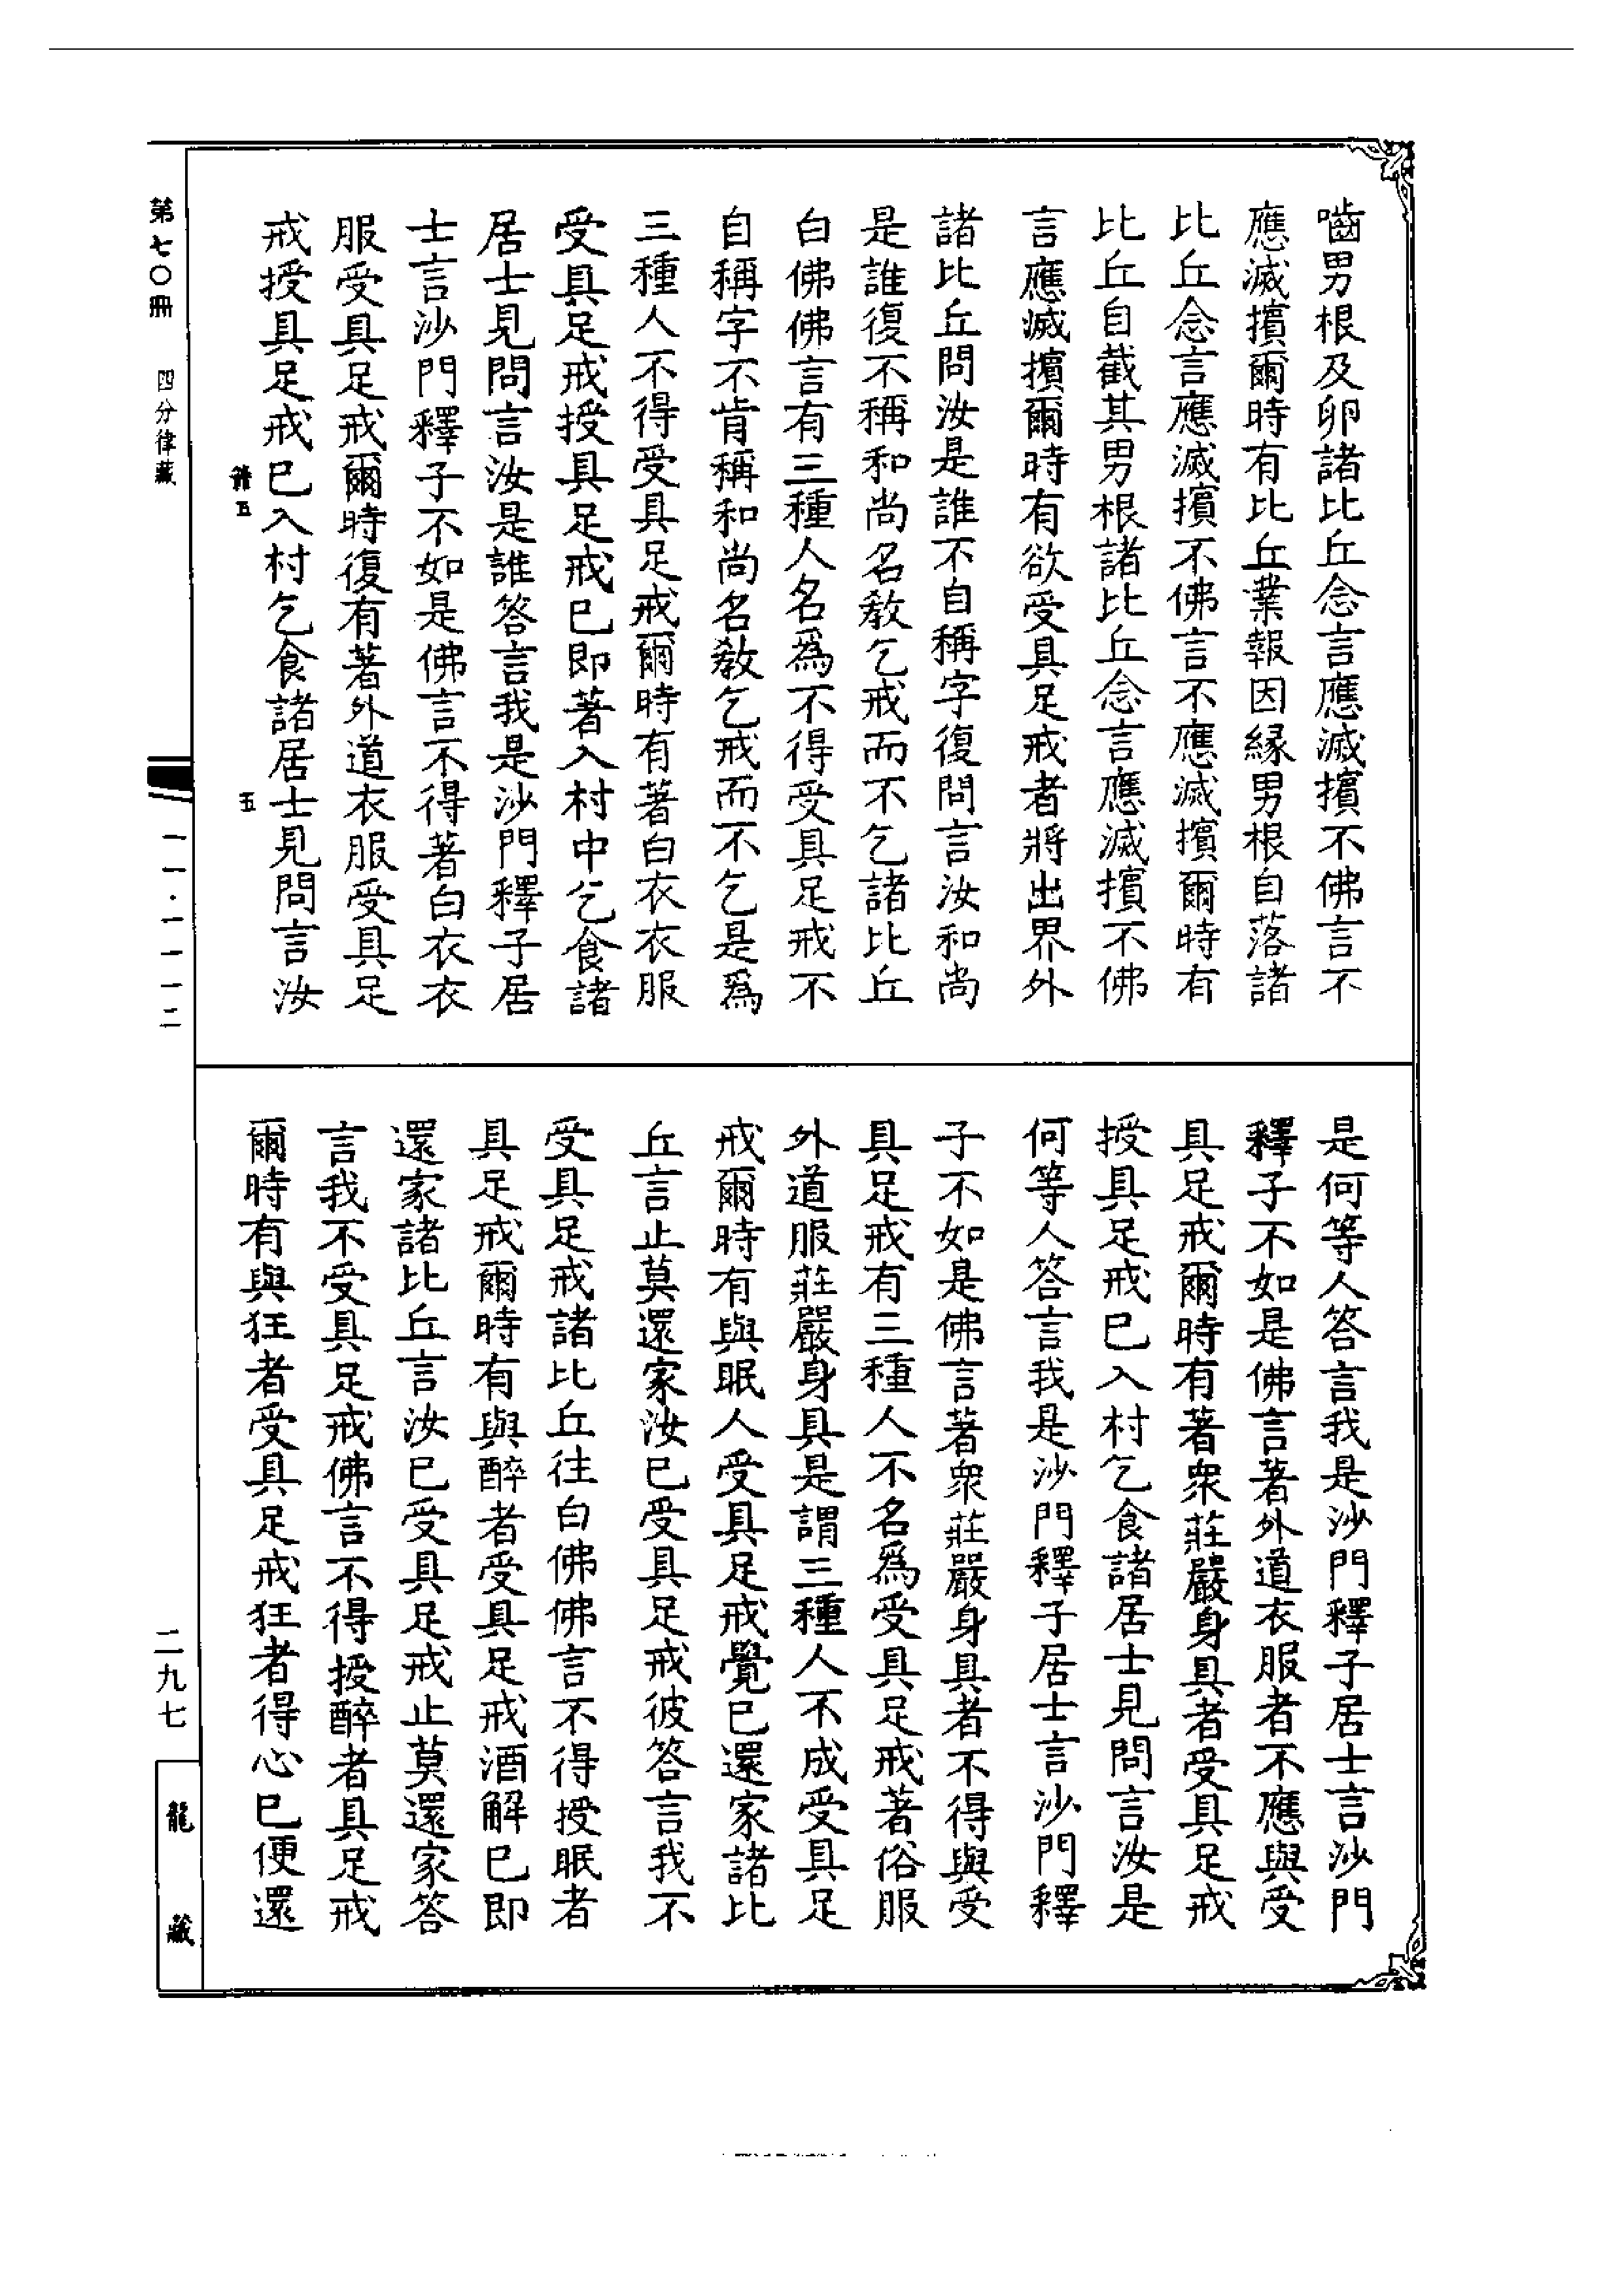 嚙男根及卵諸比丘念言應滅擯不佛言不
應滅擯爾時有比丘業報因緣男根自落諸
比丘念言應滅擯不佛言不應滅擯爾時有
比丘自截其男根諸比丘念言應滅擯不佛
言應滅擯爾時有欲受具足戒者將出界外
諸比丘問汝是誰不自稱字復問言汝和尚
是誰復不稱和尚名教乞戒而不乞諸比丘
白佛佛言有三種人名爲不得受具足戒不
自稱字不肯稱和尚名教乞戒而不乞是爲
三種人不得受具足戒爾時有著白衣衣服
受具足戒授具足戒已即著入村中乞食諸
居士見問言汝是誰答言我是沙門釋子居
士言沙門釋子不如是佛言不得著白衣衣
服受具足戒爾時復有著外道衣服受具足
戒授具足戒已入村乞食諸居士見問言汝
五
五
是何等人答言我是沙門釋子居士言沙門
釋子不如是佛言著外道衣服者不應與受
具足戒爾時有著衆莊嚴身具者受具足戒
授具足戒已入村乞食諸居士見問言汝是
何等人答言我是沙門釋子居士言沙門釋
子不如是佛言著衆莊嚴身具者不得與受
具足戒有三種人不名爲受具足戒著俗服
外道服莊嚴身具是謂三種人不成受具足
戒爾時有與眠人受具足戒覺已還家諸比
丘言止莫還家汝已受具足戒彼答言我不
受具足戒諸比丘往白佛佛言不得授眠者
具足戒爾時有與醉者受具足戒酒解已即
還家諸比丘言汝已受具足戒止莫還家答
言我不受具足戒佛言不得授醉者具足戒
爾時有與狂者受具足戒狂者得心已便還
第七〇冊 四分律藏
一一·一一一二
二九七
龍藏